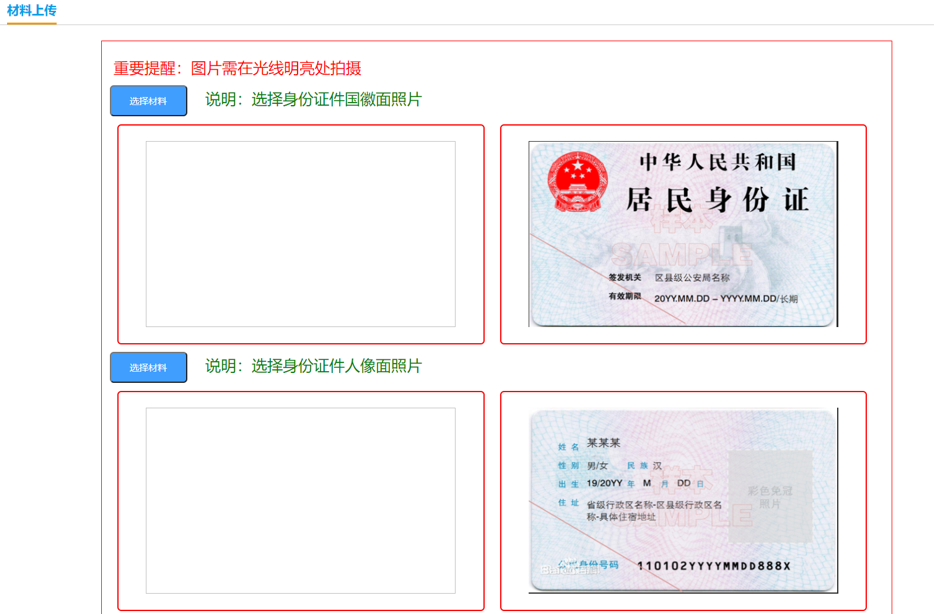 材料上传
重要提醒：图片需在光线明亮处拍摄
选择材料
说明：选择身份证件国徽面照片
中华人民共和国
居民身份证
样本
SAMPLE
签发机关 区县级公安局名称
有效期限 20YY.MM.DD – YYYY.MM.DD/长期
选择材料
说明：选择身份证件人像面照片
姓名 某某某
性别 男/女 民族 汉
出生 19/20YY 年 M 月 DD 日
住址 省级行政区名称-区县级行政区名
称-具体住宿地址
彩色免冠
照片
样本
SAMPLE
公民身份号码 110102YYYYMMDD888X